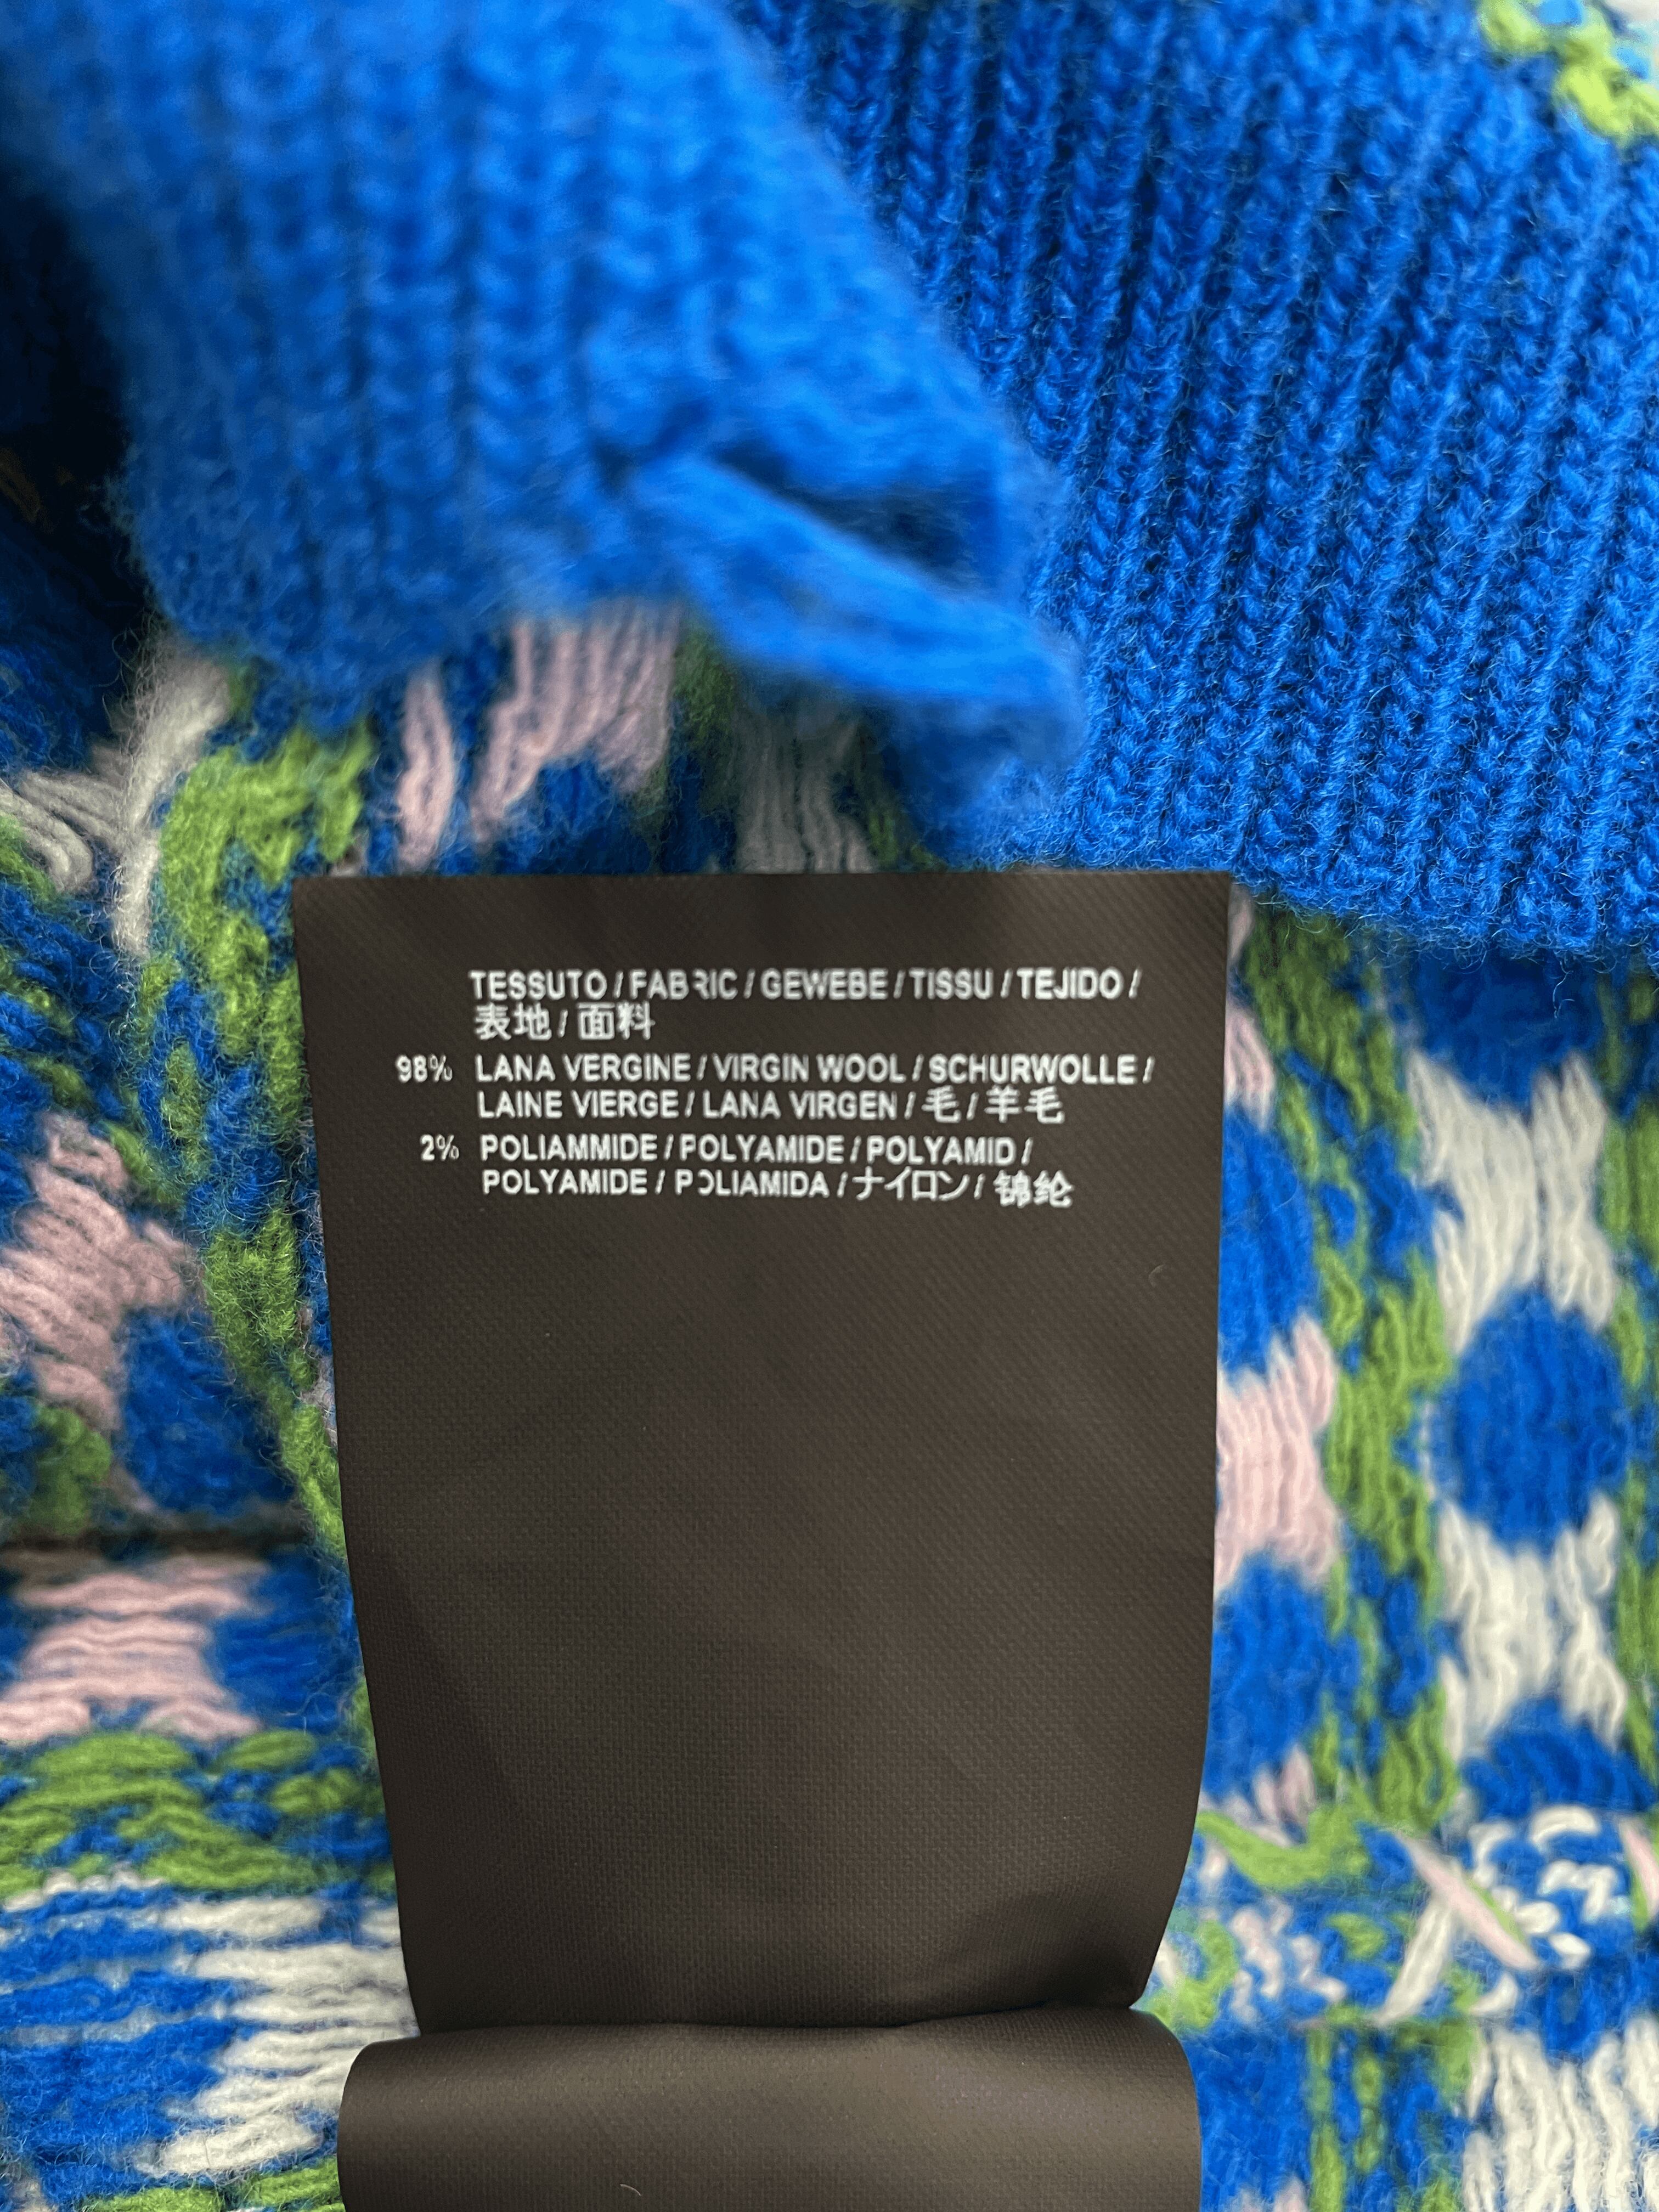 TESSUTO / FABRIC / GEWEBE / TISSU / TEJIDO /
表地 / 面料
98% LANA VERGINE / VIRGIN WOOL / SCHURWOLLE /
LAINE VIERGE / LANA VIRGEN / 毛 / 羊毛
2% POLIAMMIDE / POLYAMIDE / POLYAMID /
POLYAMIDE / POLIAMIDA / ナイロン / 锦纶